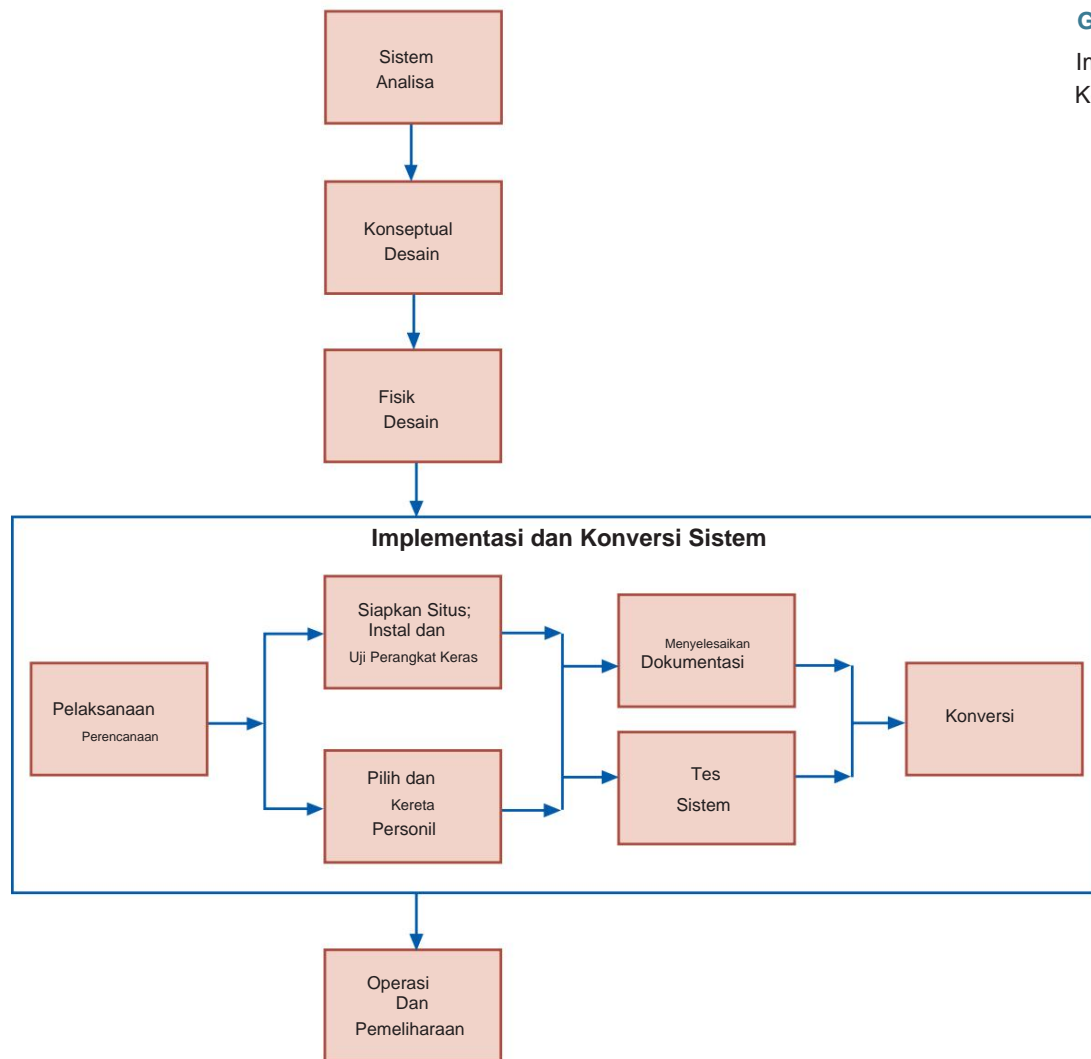 G
Sistem
Analisa
Konseptual
Desain
Fisik
Desain
Implementasi dan Konversi Sistem
Pelaksanaan
Perencanaan
Siapkan Situs;
Instal dan
Uji Perangkat Keras
Pilih dan
Kereta
Personil
Menyelesaikan
Dokumentasi
Tes
Sistem
Konversi
Operasi
Dan
Pemeliharaan